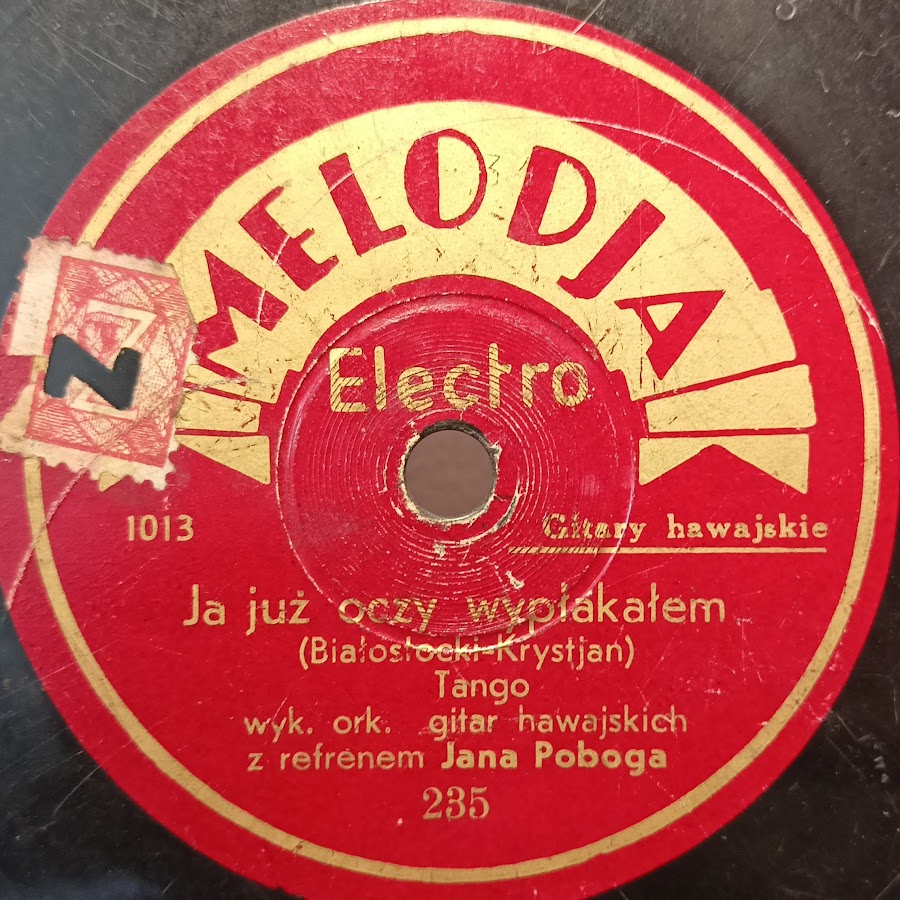 MELODJA
Electro
Z
1013
Gitary hawajskie
Ja już oczy wypłakałem
(Białostocki-Krystjan)
Tango
wyk. ork. gitar hawajskich
z refrenem Jana Poboga
235